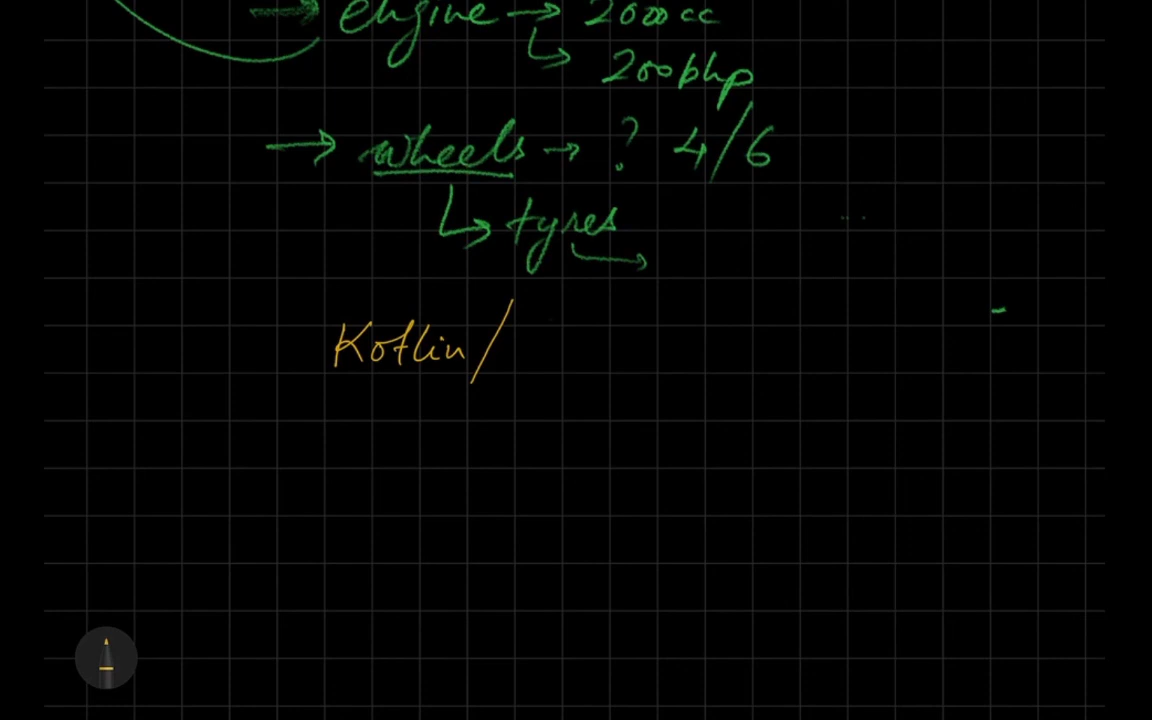 → engine → 2000cc
↳ 200bhp
→ wheels → ? 4/6
↳ tyres →
Kotlin/